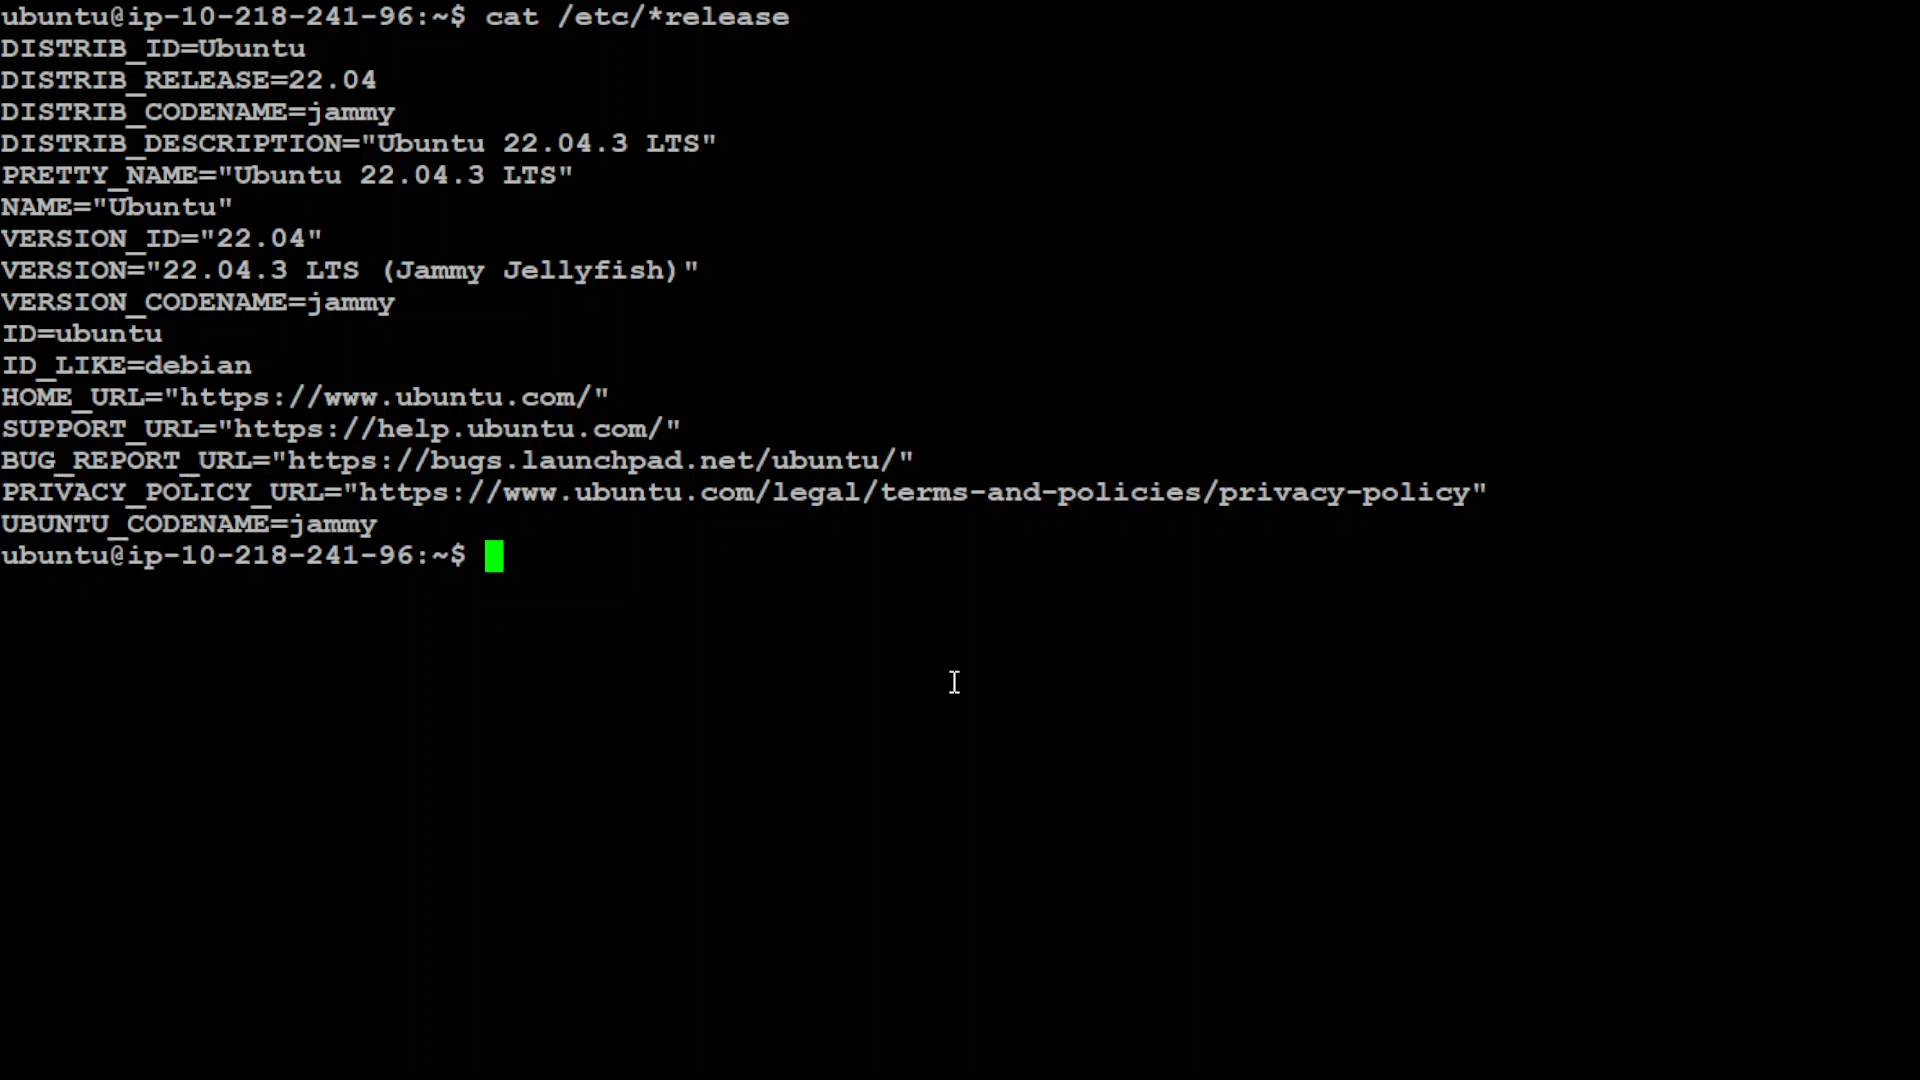 ubuntu@ip-10-218-241-96:~$ cat /etc/*release
DISTRIB_ID=Ubuntu
DISTRIB_RELEASE=22.04
DISTRIB_CODENAME=jammy
DISTRIB_DESCRIPTION="Ubuntu 22.04.3 LTS"
PRETTY_NAME="Ubuntu 22.04.3 LTS"
NAME="Ubuntu"
VERSION_ID="22.04"
VERSION="22.04.3 LTS (Jammy Jellyfish)"
VERSION_CODENAME=jammy
ID=ubuntu
ID_LIKE=debian
HOME_URL="https://www.ubuntu.com/"
SUPPORT_URL="https://help.ubuntu.com/"
BUG_REPORT_URL="https://bugs.launchpad.net/ubuntu/"
PRIVACY_POLICY_URL="https://www.ubuntu.com/legal/terms-and-policies/privacy-policy"
UBUNTU_CODENAME=jammy
ubuntu@ip-10-218-241-96:~$